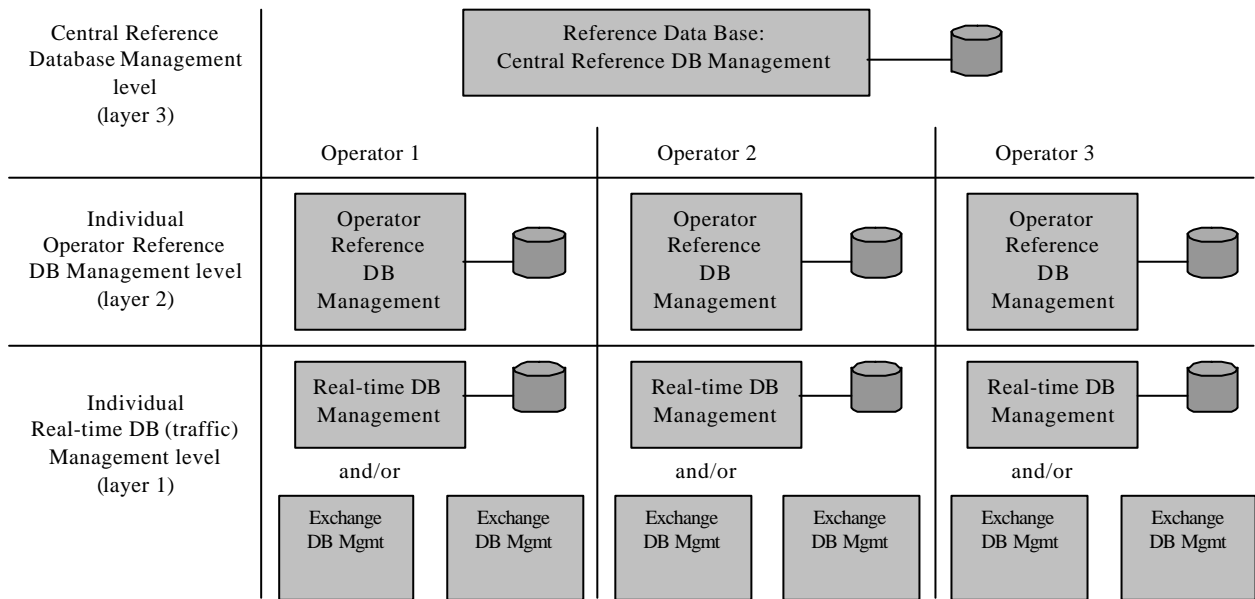 Central Reference
Database Management
level
(layer 3)
Reference Data Base:
Central Reference DB Management
Operator 1
Operator 2
Operator 3
Individual
Operator Reference
DB Management level
(layer 2)
Operator
Reference
DB
Management
Operator
Reference
DB
Management
Operator
Reference
DB
Management
Individual
Real-time DB (traffic)
Management level
(layer 1)
Real-time DB
Management
and/or
Exchange
DB Mgmt
Exchange
DB Mgmt
Real-time DB
Management
and/or
Exchange
DB Mgmt
Exchange
DB Mgmt
Real-time DB
Management
and/or
Exchange
DB Mgmt
Exchange
DB Mgmt